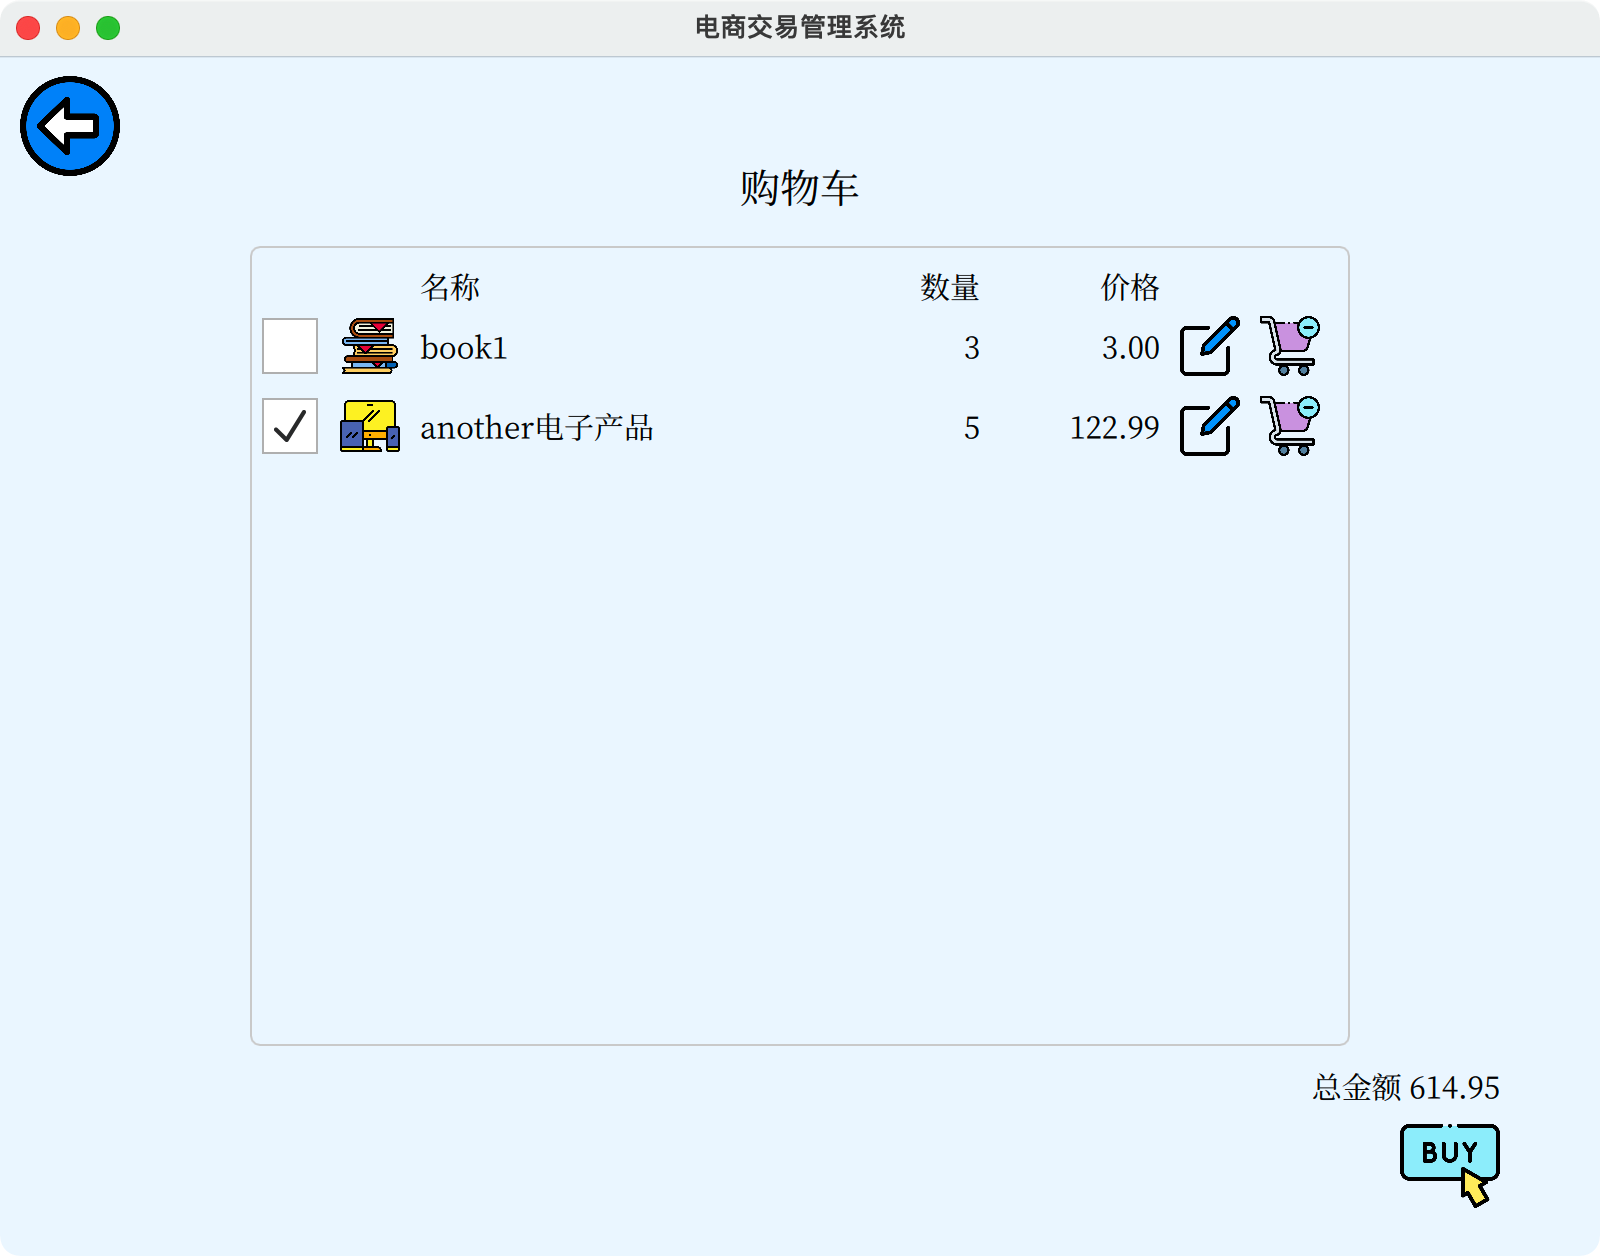 电商交易管理系统
购物车
名称 数量 价格
book1 3 3.00
another电子产品 5 122.99
总金额 614.95
BUY